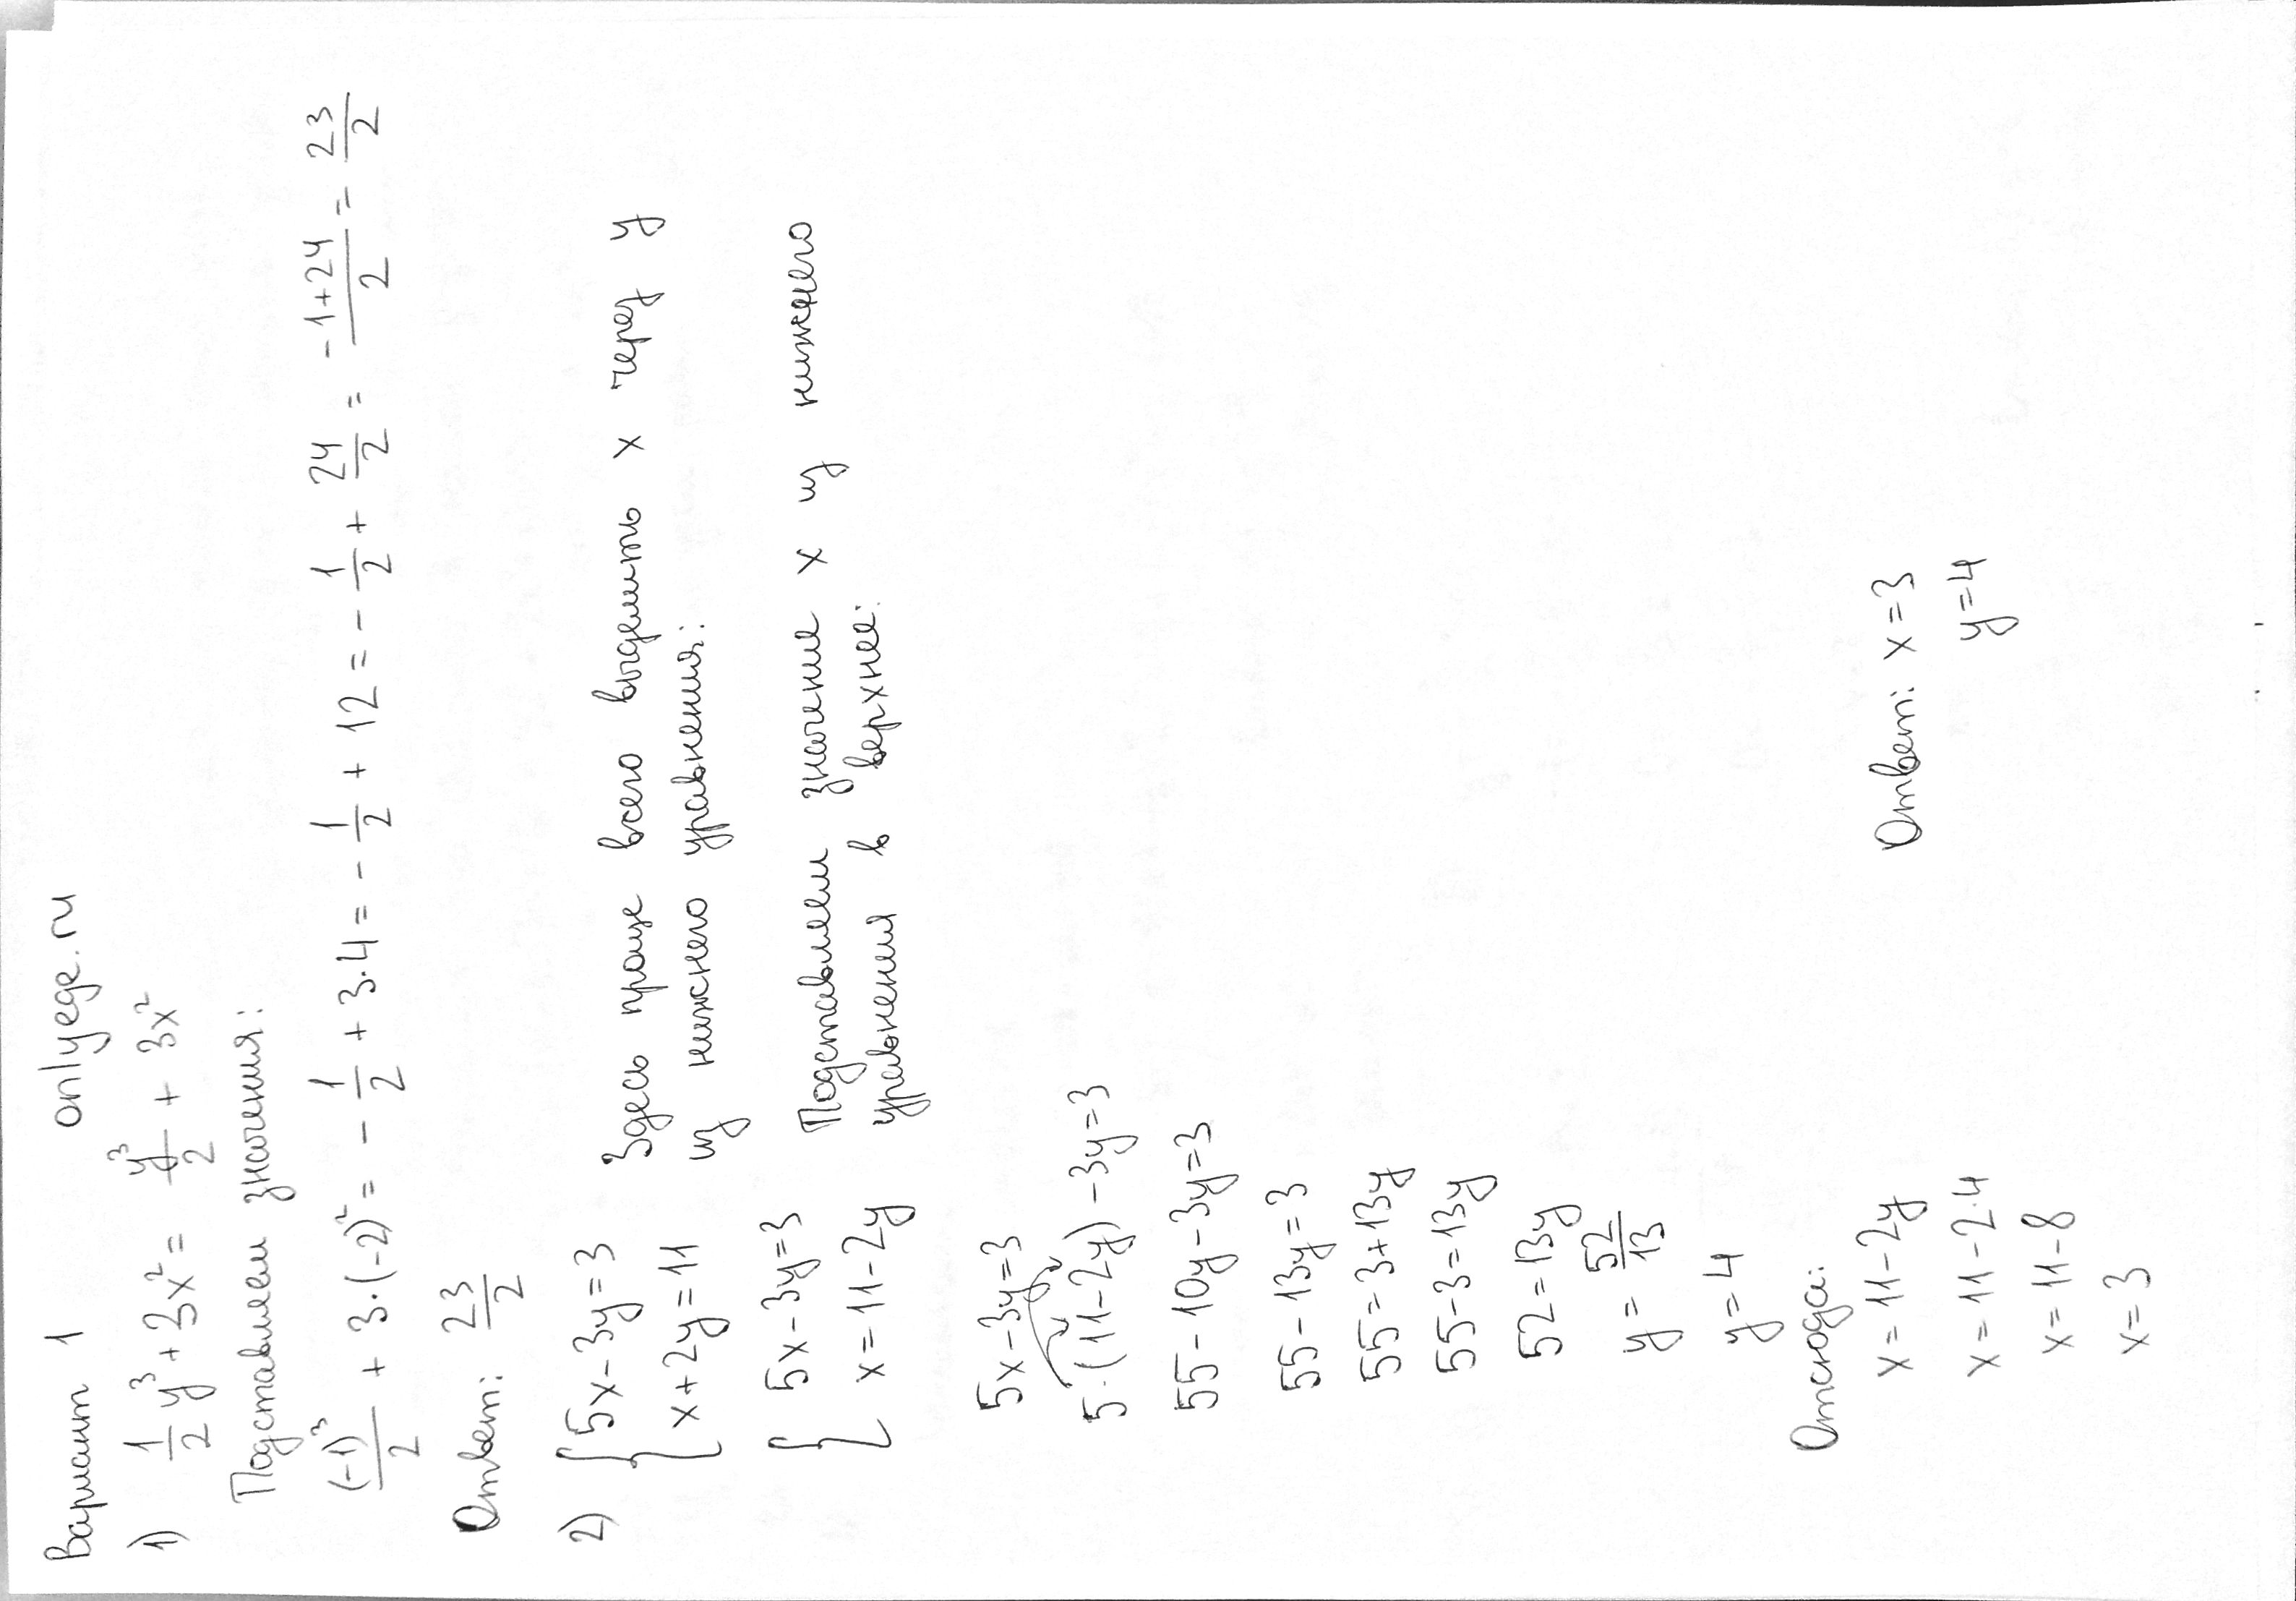 Вариант 1 onlyege.ru
1) 1/2 y³ + 3x² = y³/2 + 3x²
Подставляем значения:
(-1)³/2 + 3·(-2)² = - 1/2 + 3·4 = - 1/2 + 12 = - 1/2 + 24/2 = -1+24/2 = 23/2
Ответ: 23/2
2) { 5x-3y=3
x+2y=11
Здесь проще всего выделить x через y
из нижнего уравнения:
{ 5x-3y=3
x=11-2y
Подставляем значение x из нижнего
уравнения в верхнее:
5x-3y=3
5·(11-2y)-3y=3
55-10y-3y=3
55-13y=3
55=3+13y
55-3=13y
52=13y
y=52/13
y=4
Отсюда:
x=11-2y
x=11-2·4
x=11-8
x=3
Ответ: x=3
y=4